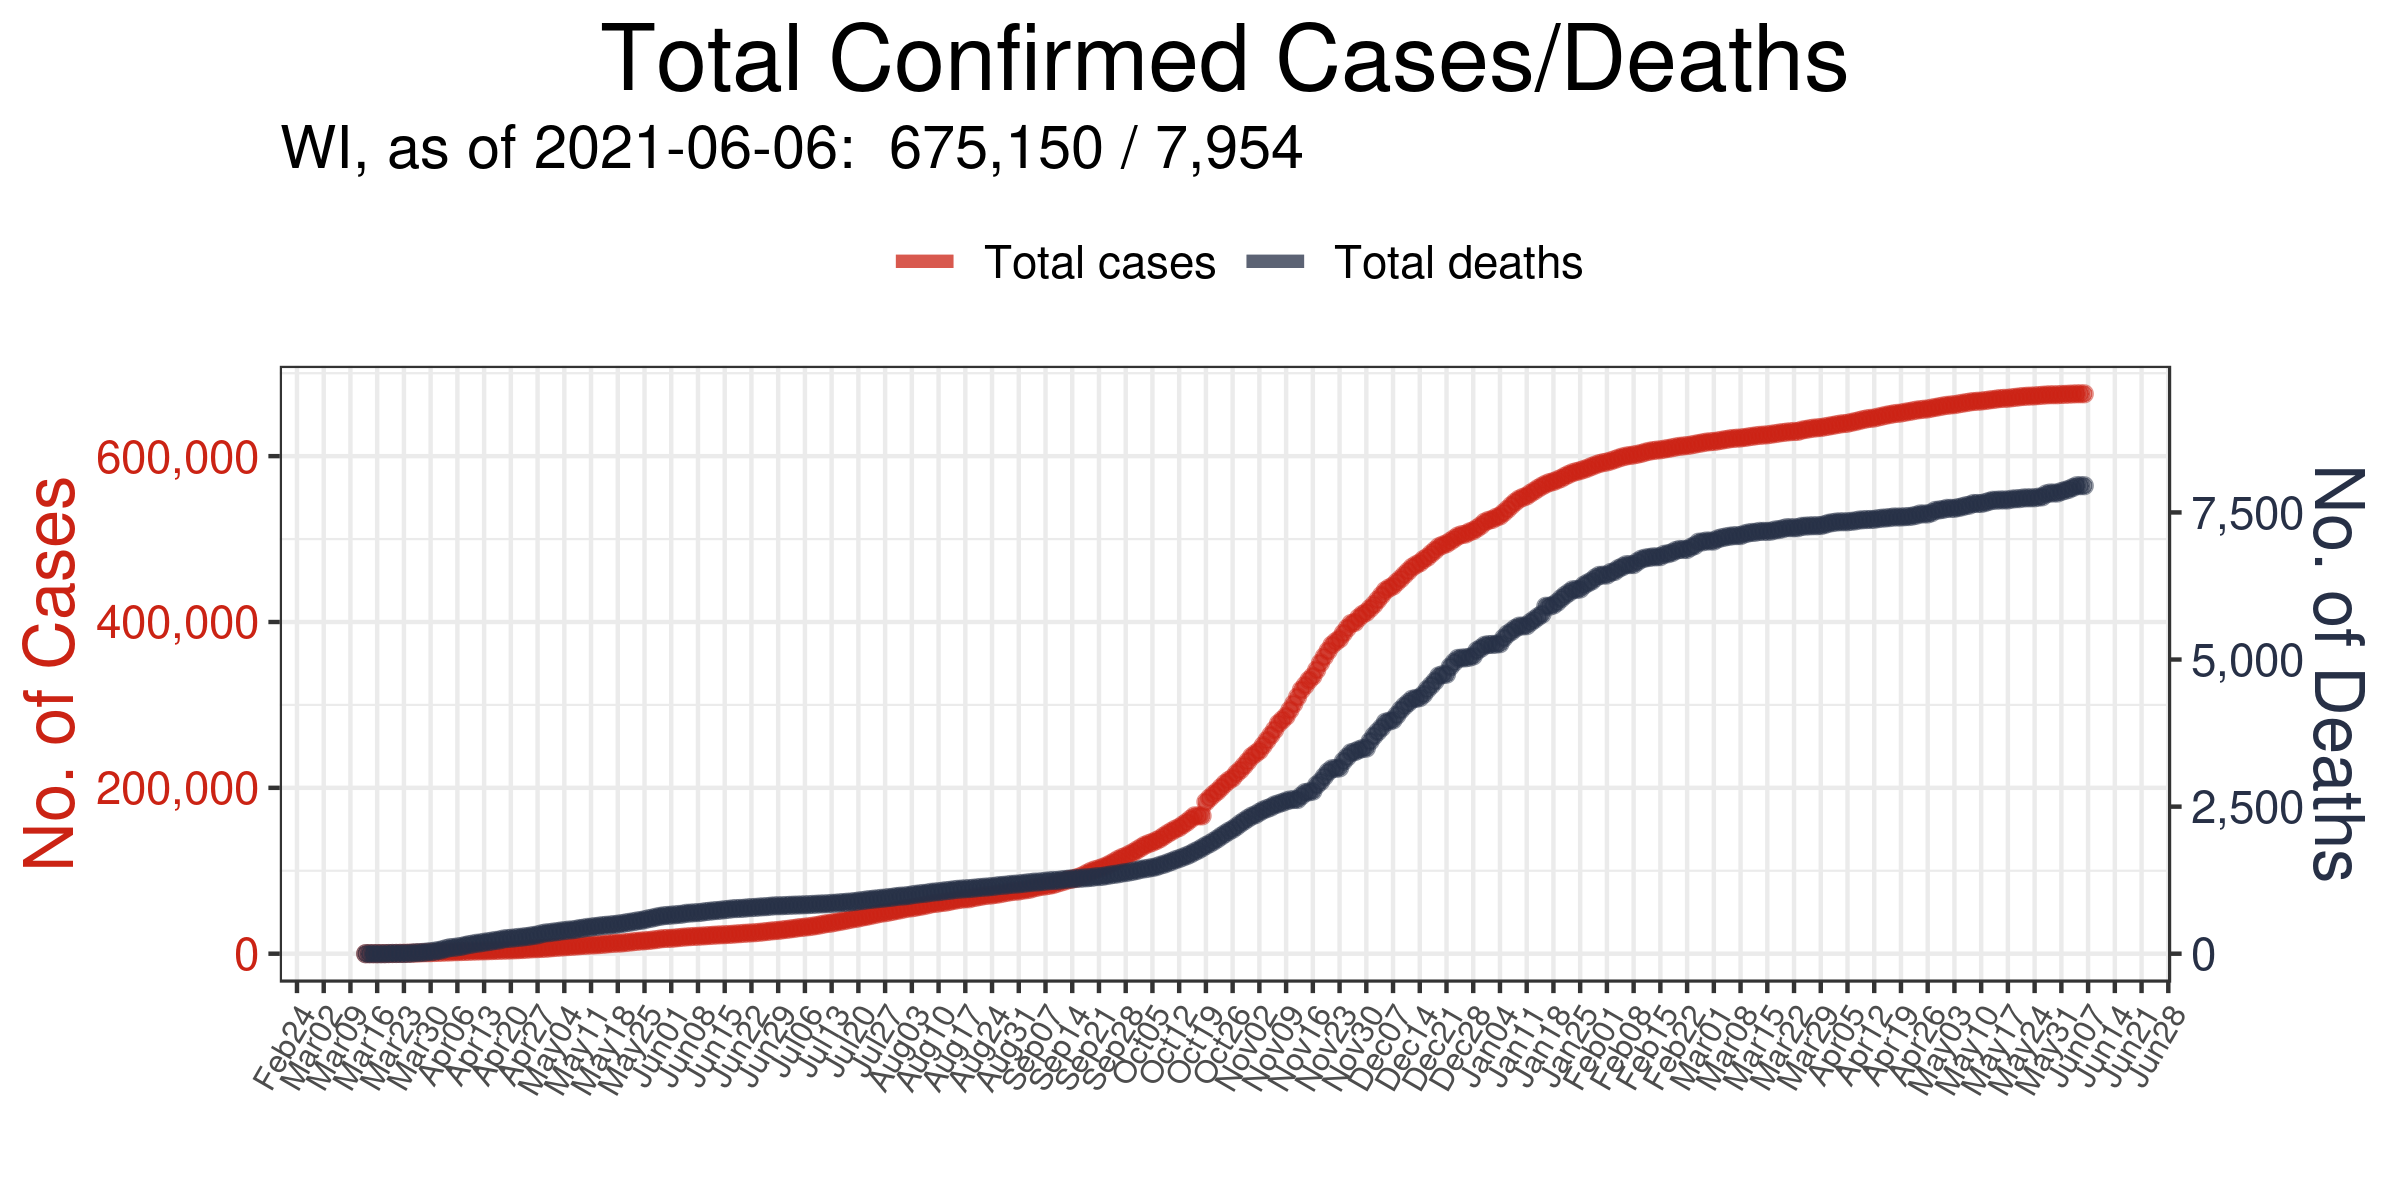 Total Confirmed Cases/Deaths
WI, as of 2021-06-06:  675,150 / 7,954
Total cases
Total deaths
No. of Cases
600,000
400,000
200,000
0
7,500
5,000
2,500
0
No. of Deaths
Feb24
Mar02
Mar09
Mar16
Mar23
Mar30
Apr06
Apr13
Apr20
Apr27
May04
May11
May18
May25
Jun01
Jun08
Jun15
Jun22
Jun29
Jul06
Jul13
Jul20
Jul27
Aug03
Aug10
Aug17
Aug24
Aug31
Sep07
Sep14
Sep21
Sep28
Oct05
Oct12
Oct19
Oct26
Nov02
Nov09
Nov16
Nov23
Nov30
Dec07
Dec14
Dec21
Dec28
Jan04
Jan11
Jan18
Jan25
Feb01
Feb08
Feb15
Feb22
Mar01
Mar08
Mar15
Mar22
Mar29
Apr05
Apr12
Apr19
Apr26
May03
May10
May17
May24
May31
Jun07
Jun14
Jun21
Jun28